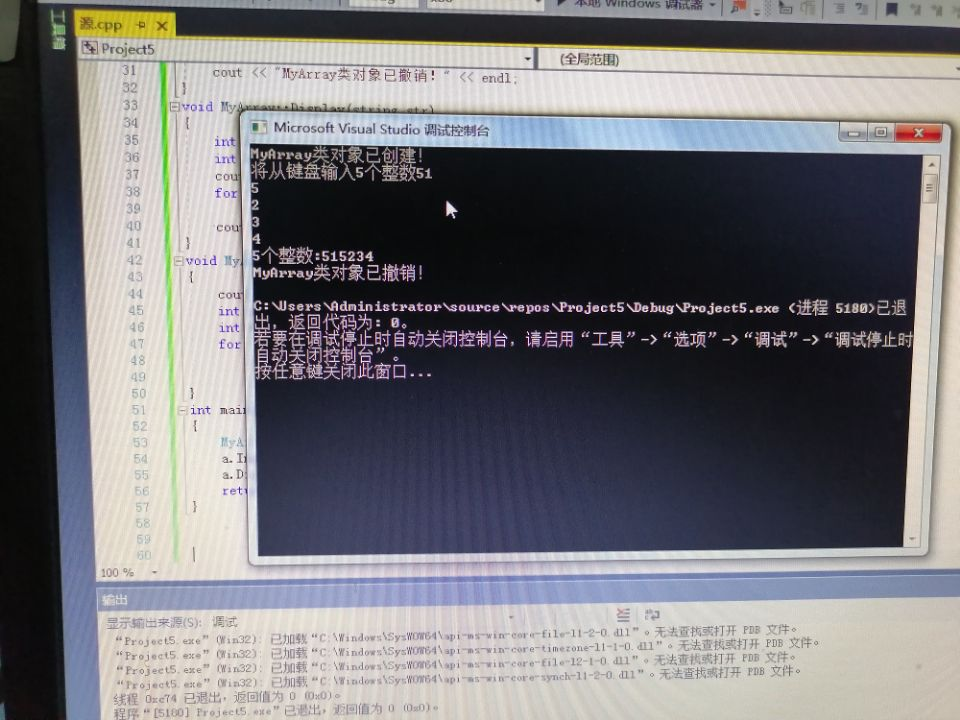 源.cpp
本地 Windows 调试器
工具箱
Project5
(全局范围)
31 cout << "MyArray类对象已撤销！" << endl;
32 }
33 void MyArray::Display(string str)
34 {
35 int
36 int
37 cou
38 for
39
40 cou
41 }
42 void My
43 {
44 cou
45 int
46 int
47 for
48
49
50 }
51 int mai
52 {
53 MyA
54 a.I
55 a.D
56 ret
57 }
58
59
60
100 %
Microsoft Visual Studio 调试控制台
MyArray类对象已创建!
将从键盘输入5个整数51
5
2
3
4
5个整数:515234
MyArray类对象已撤销!
C:\Users\Administrator\source\repos\Project5\Debug\Project5.exe (进程 5180)已退
出，返回代码为: 0。
若要在调试停止时自动关闭控制台，请启用“工具”->“选项”->“调试”->“调试停止时
自动关闭控制台”。
按任意键关闭此窗口...
输出
显示输出来源(S): 调试
“Project5.exe”(Win32): 已加载“C:\Windows\SysWOW64\api-ms-win-core-file-l1-2-0.dll”。无法查找或打开 PDB 文件。
“Project5.exe”(Win32): 已加载“C:\Windows\SysWOW64\api-ms-win-core-timezone-l1-1-0.dll”。无法查找或打开 PDB 文件。
“Project5.exe”(Win32): 已加载“C:\Windows\SysWOW64\api-ms-win-core-file-l2-1-0.dll”。无法查找或打开 PDB 文件。
“Project5.exe”(Win32): 已加载“C:\Windows\SysWOW64\api-ms-win-core-synch-l1-2-0.dll”。无法查找或打开 PDB 文件。
线程 0xe74 已退出，返回值为 0 (0x0)。
程序“[5180] Project5.exe”已退出，返回值为 0 (0x0)。